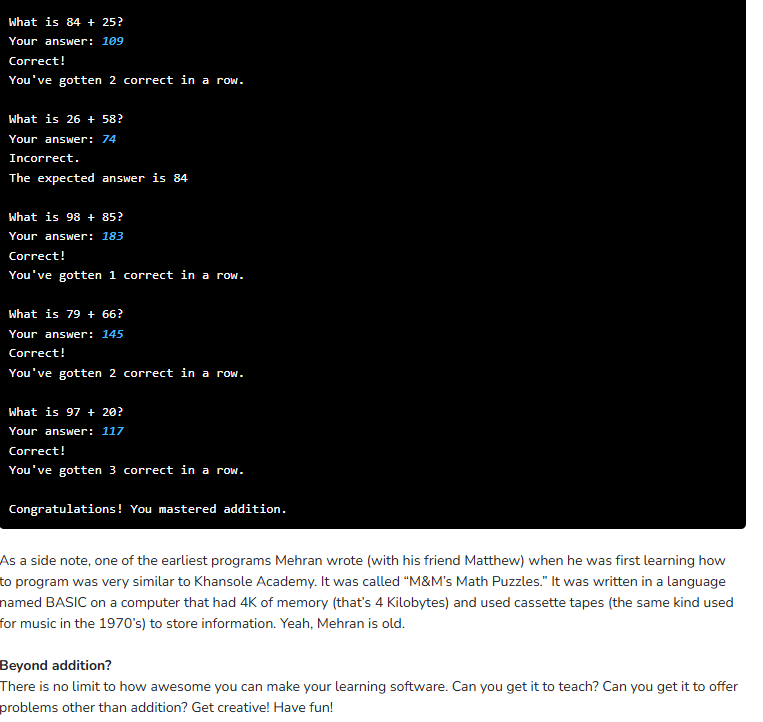 What is 84 + 25?
Your answer: 109
Correct!
You've gotten 2 correct in a row.
What is 26 + 58?
Your answer: 74
Incorrect.
The expected answer is 84
What is 98 + 85?
Your answer: 183
Correct!
You've gotten 1 correct in a row.
What is 79 + 66?
Your answer: 145
Correct!
You've gotten 2 correct in a row.
What is 97 + 20?
Your answer: 117
Correct!
You've gotten 3 correct in a row.
Congratulations! You mastered addition.
As a side note, one of the earliest programs Mehran wrote (with his friend Matthew) when he was first learning how
to program was very similar to Khansole Academy. It was called “M&M’s Math Puzzles.” It was written in a language
named BASIC on a computer that had 4K of memory (that’s 4 Kilobytes) and used cassette tapes (the same kind used
for music in the 1970’s) to store information. Yeah, Mehran is old.
Beyond addition?
There is no limit to how awesome you can make your learning software. Can you get it to teach? Can you get it to offer
problems other than addition? Get creative! Have fun!